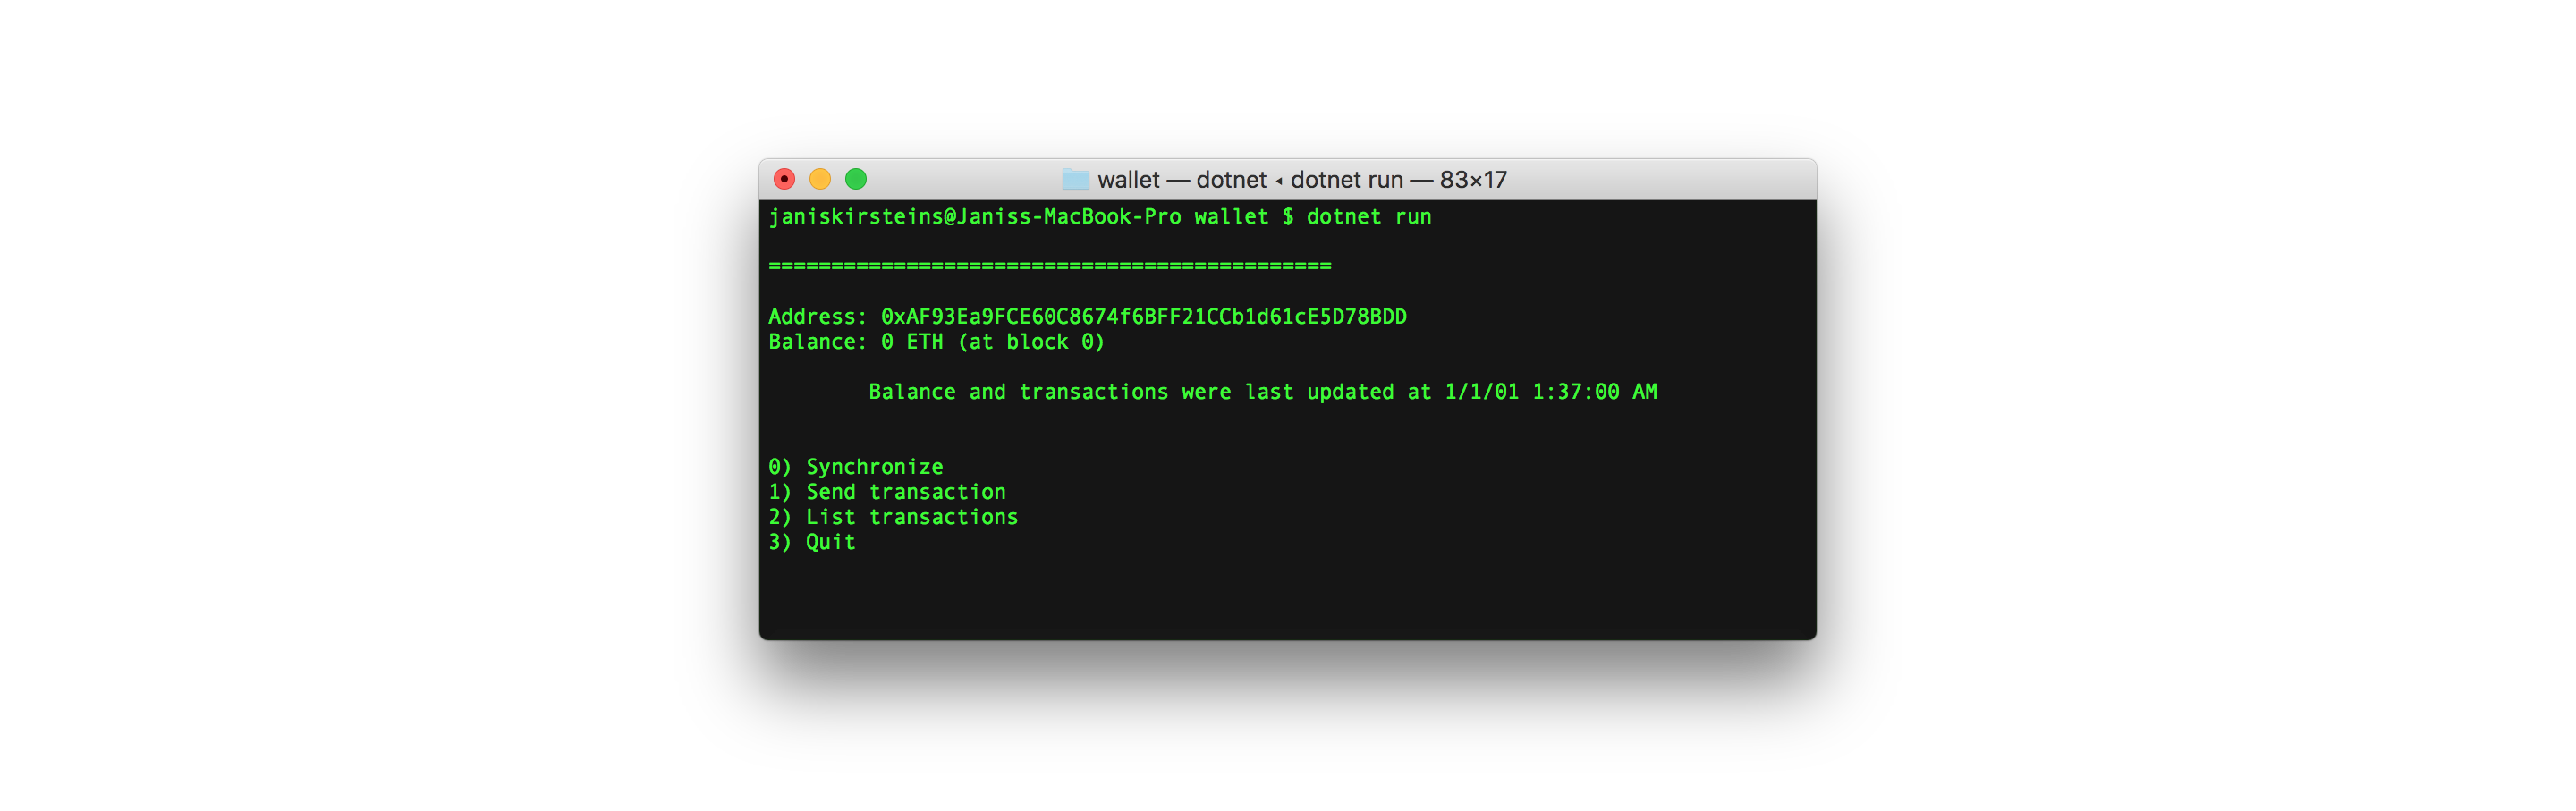 wallet — dotnet ◂ dotnet run — 83×17
janiskirsteins@Janiss-MacBook-Pro wallet $ dotnet run
=============================================
Address: 0xAF93Ea9FCE60C8674f6BFF21CCb1d61cE5D78BDD
Balance: 0 ETH (at block 0)
Balance and transactions were last updated at 1/1/01 1:37:00 AM
0) Synchronize
1) Send transaction
2) List transactions
3) Quit